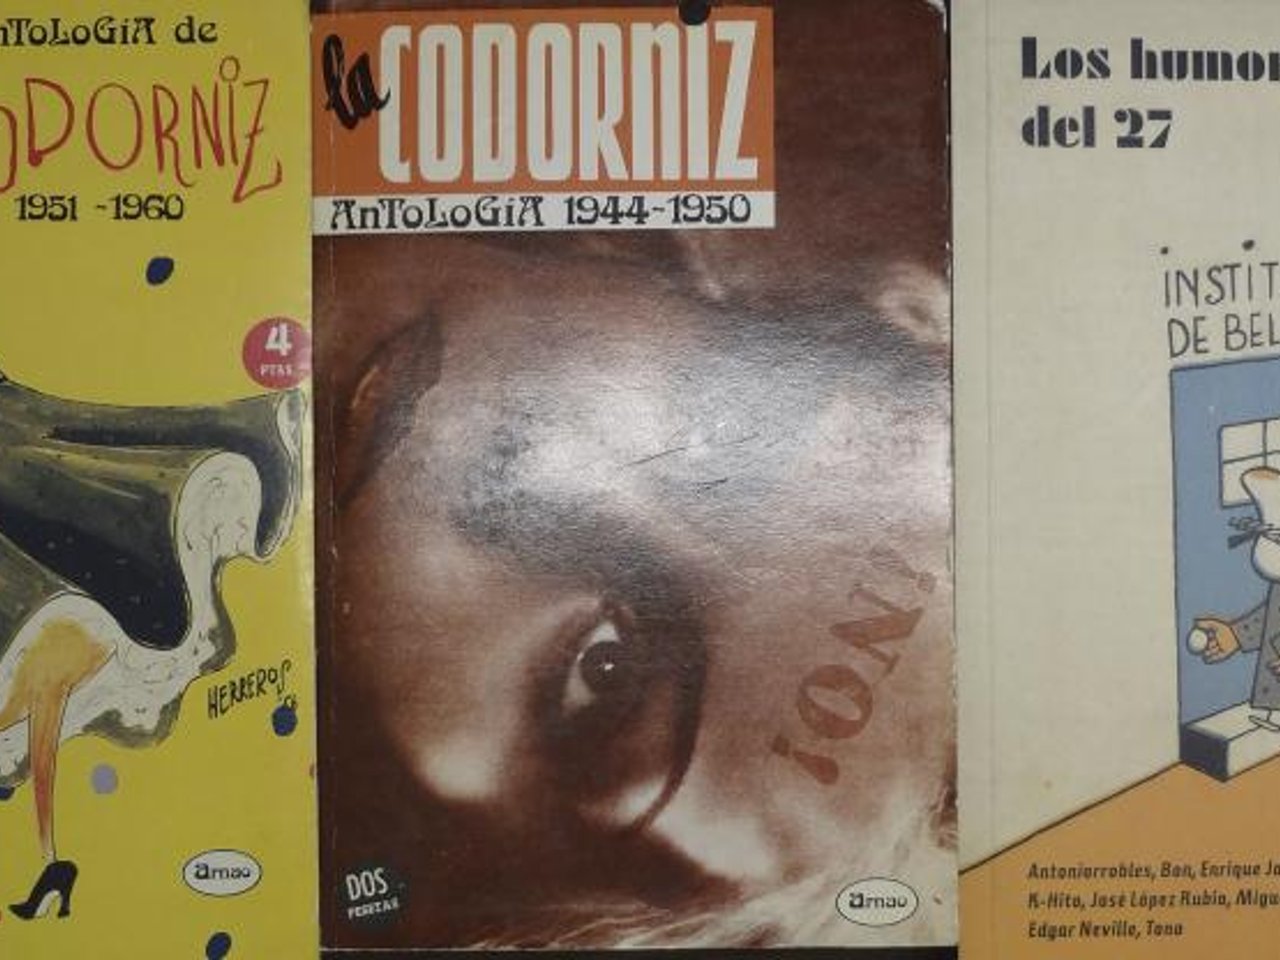 AnToLoGiA de
ODORNiZ
1951 -1960
4
PTAS
HERREROS
arnao
la CODORNiZ
AnToLoGiA 1944-1950
¡ON!
DOS
PESETAS
arnao
Los humor
del 27
INSTIT
DE BEL
Antoniorrobles, Bon, Enrique Ja
K-Hito, José López Rubio, Migu
Edgar Neville, Tono